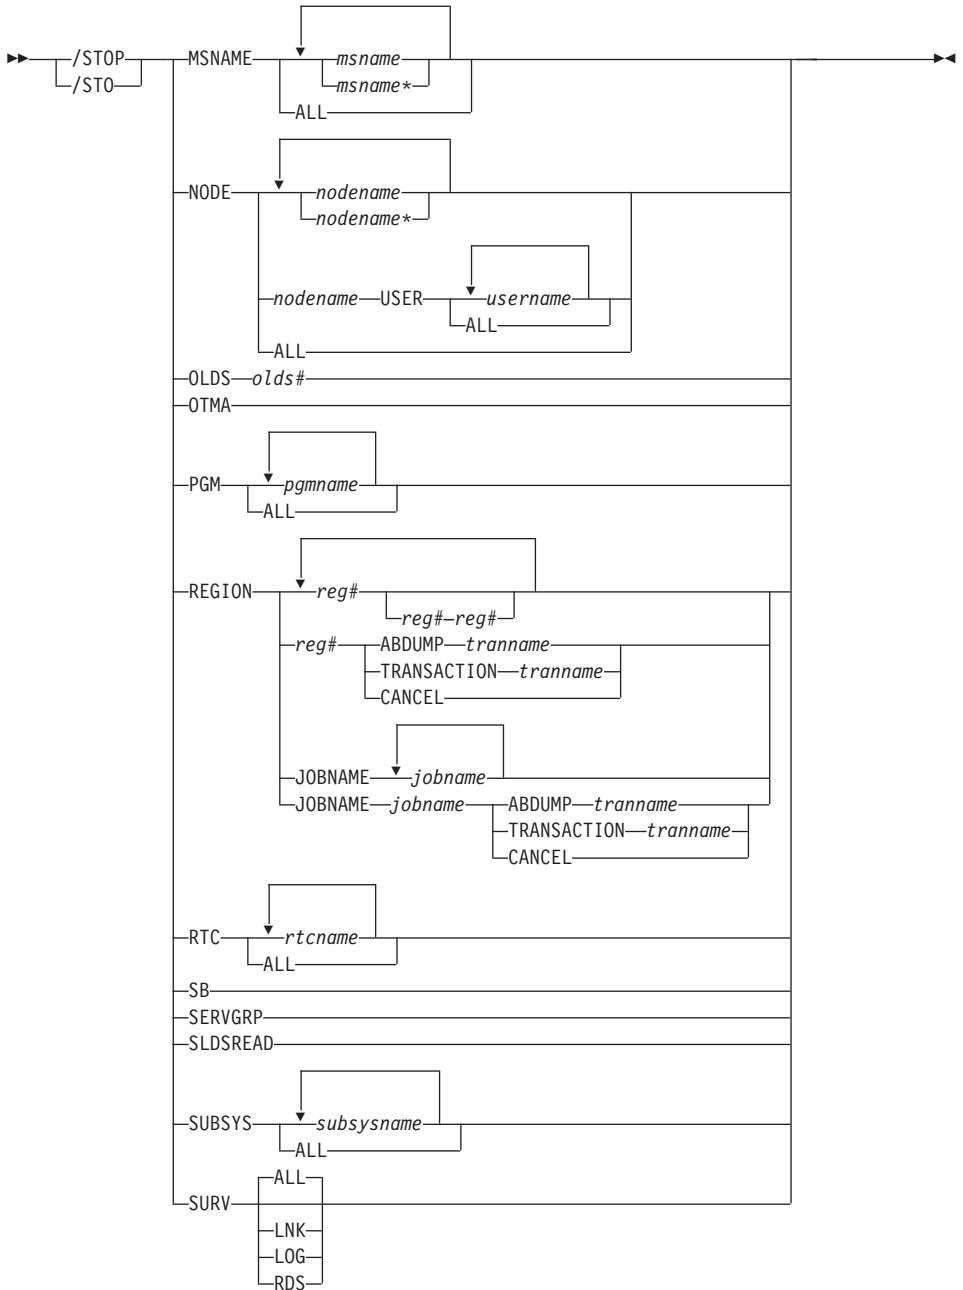 /STOP MSNAME msname
/STO msname*
ALL
NODE nodename
nodename*
nodename USER username
ALL
ALL
OLDS olds#
OTMA
PGM pgmname
ALL
REGION reg#
reg#–reg#
reg# ABDUMP tranname
TRANSACTION tranname
CANCEL
JOBNAME jobname
JOBNAME jobname ABDUMP tranname
TRANSACTION tranname
CANCEL
RTC rtcname
ALL
SB
SERVGRP
SLDSREAD
SUBSYS subsysname
ALL
ALL
SURV
LNK
LOG
RDS